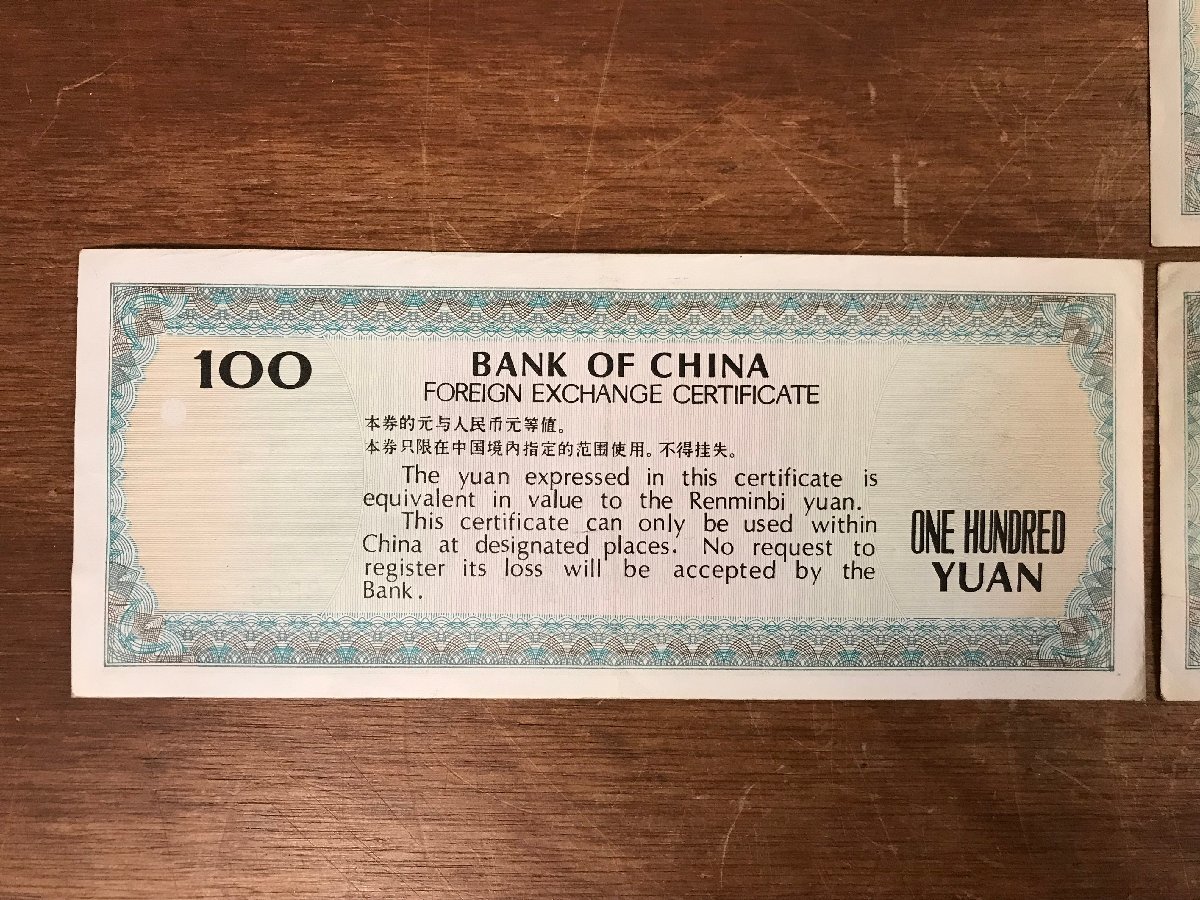 100
BANK OF CHINA
FOREIGN EXCHANGE CERTIFICATE
本券的元与人民币元等值。
本券只限在中国境内指定的范围使用。不得挂失。
The yuan expressed in this certificate is
equivalent in value to the Renminbi yuan.
This certificate can only be used within
China at designated places. No request to
register its loss will be accepted by the
Bank.
ONE HUNDRED
YUAN